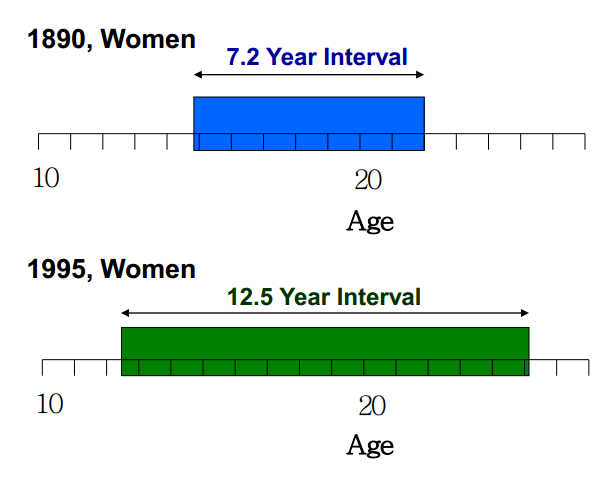 1890, Women
7.2 Year Interval
10 20
Age
1995, Women
12.5 Year Interval
10 20
Age